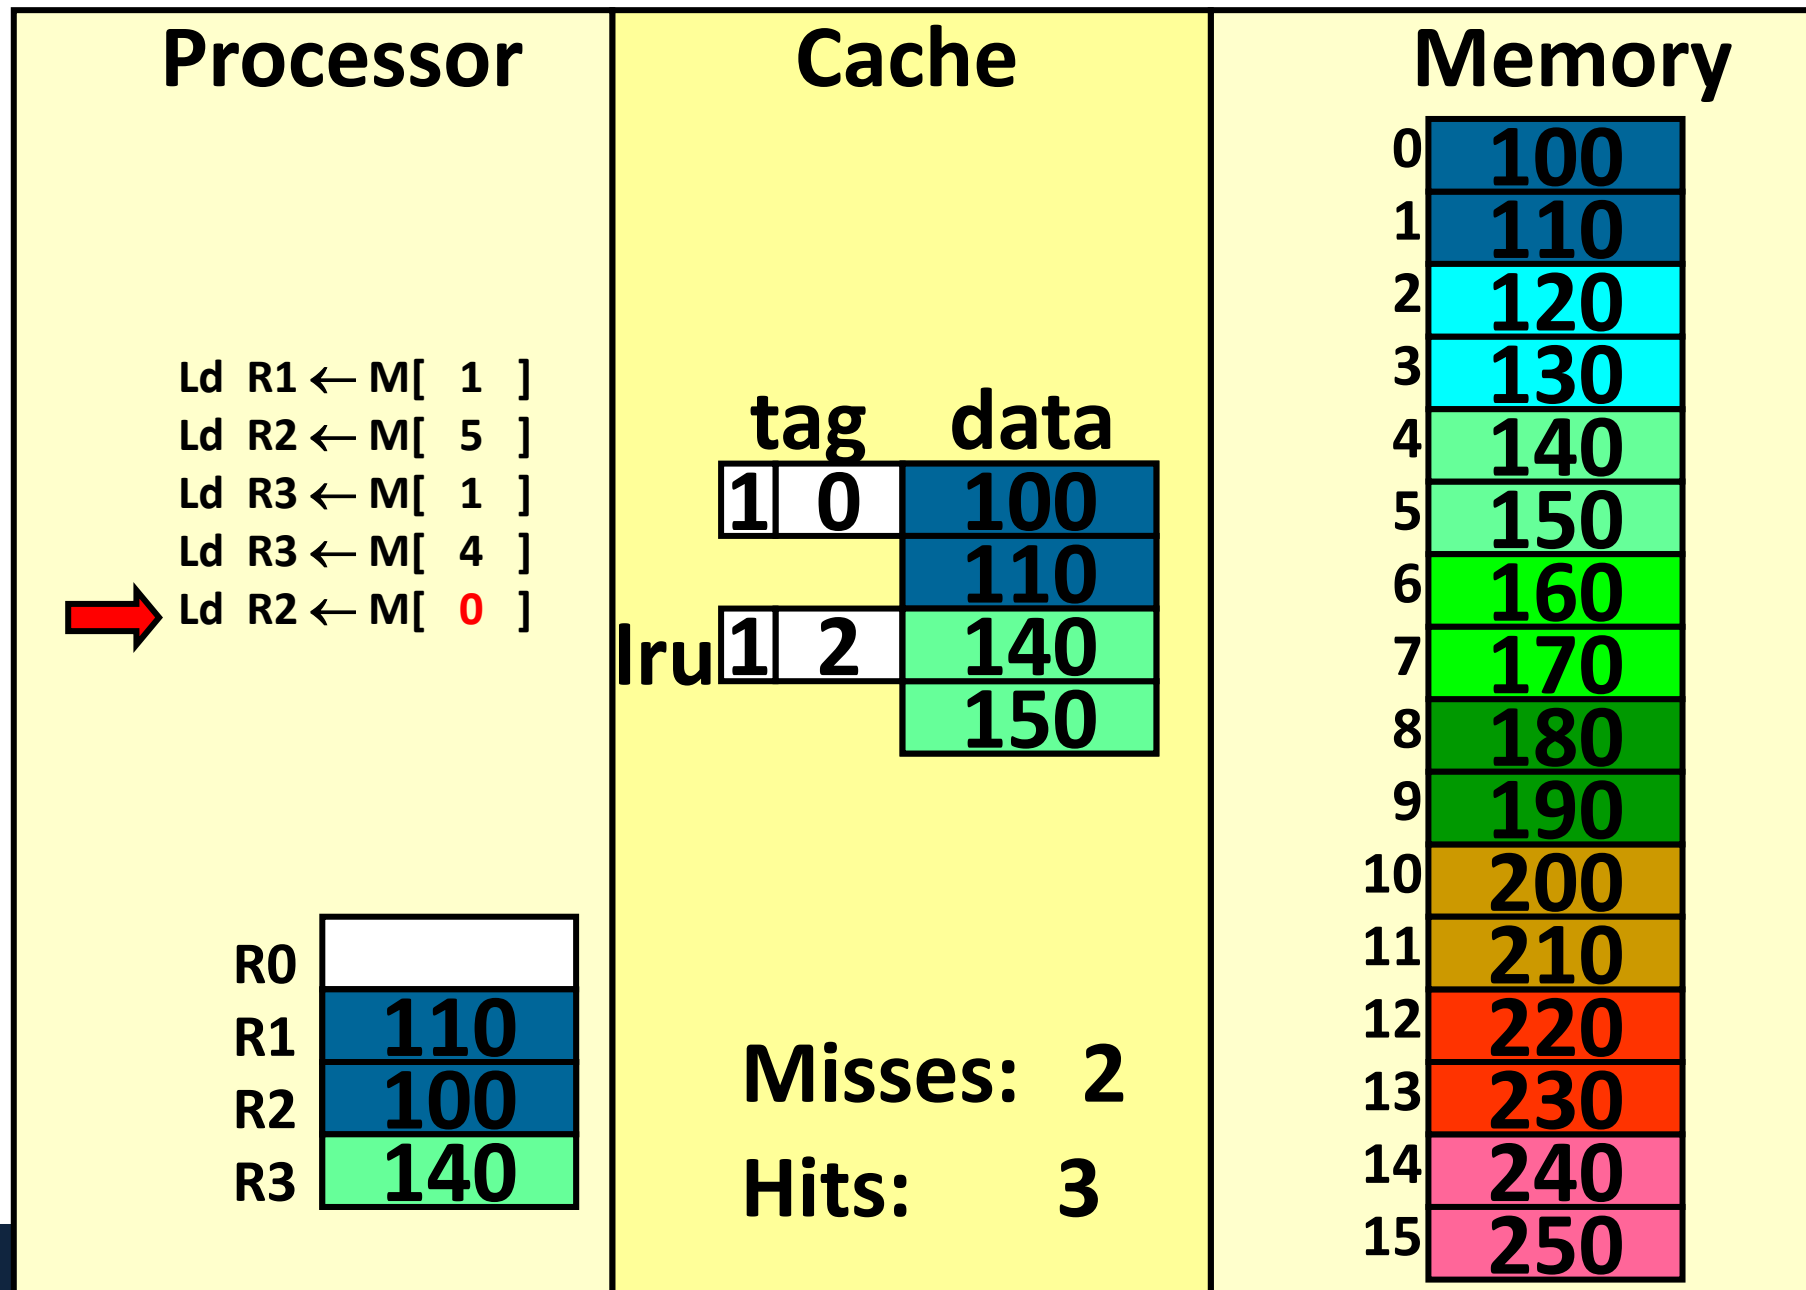 Processor
Ld R1 ← M[ 1 ]
Ld R2 ← M[ 5 ]
Ld R3 ← M[ 1 ]
Ld R3 ← M[ 4 ]
Ld R2 ← M[ 0 ]
R0
R1 110
R2 100
R3 140
Cache
tag data
1 0 100
110
lru 1 2 140
150
Misses: 2
Hits: 3
Memory
0 100
1 110
2 120
3 130
4 140
5 150
6 160
7 170
8 180
9 190
10 200
11 210
12 220
13 230
14 240
15 250